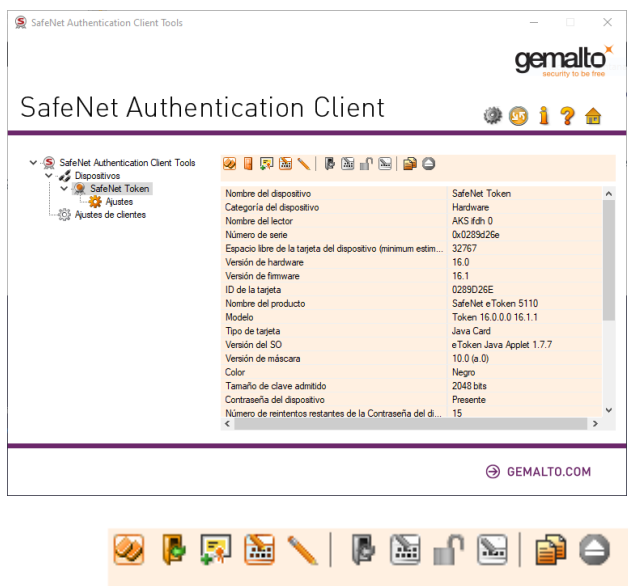 SafeNet Authentication Client Tools
gemalto
security to be free
SafeNet Authentication Client
SafeNet Authentication Client Tools
Dispositivos
SafeNet Token
Ajustes
Ajustes de clientes
Nombre del dispositivo SafeNet Token
Categoría del dispositivo Hardware
Nombre del lector AKS ifdh 0
Número de serie 0x0289d26e
Espacio libre de la tarjeta del dispositivo (minimum estim... 32767
Versión de hardware 16.0
Versión de firmware 16.1
ID de la tarjeta 0289D26E
Nombre del producto SafeNet eToken 5110
Modelo Token 16.0.0.0 16.1.1
Tipo de tarjeta Java Card
Versión del SO eToken Java Applet 1.7.7
Versión de máscara 10.0 (a.0)
Color Negro
Tamaño de clave admitido 2048 bits
Contraseña del dispositivo Presente
Número de reintentos restantes de la Contraseña del di... 15
GEMALTO.COM